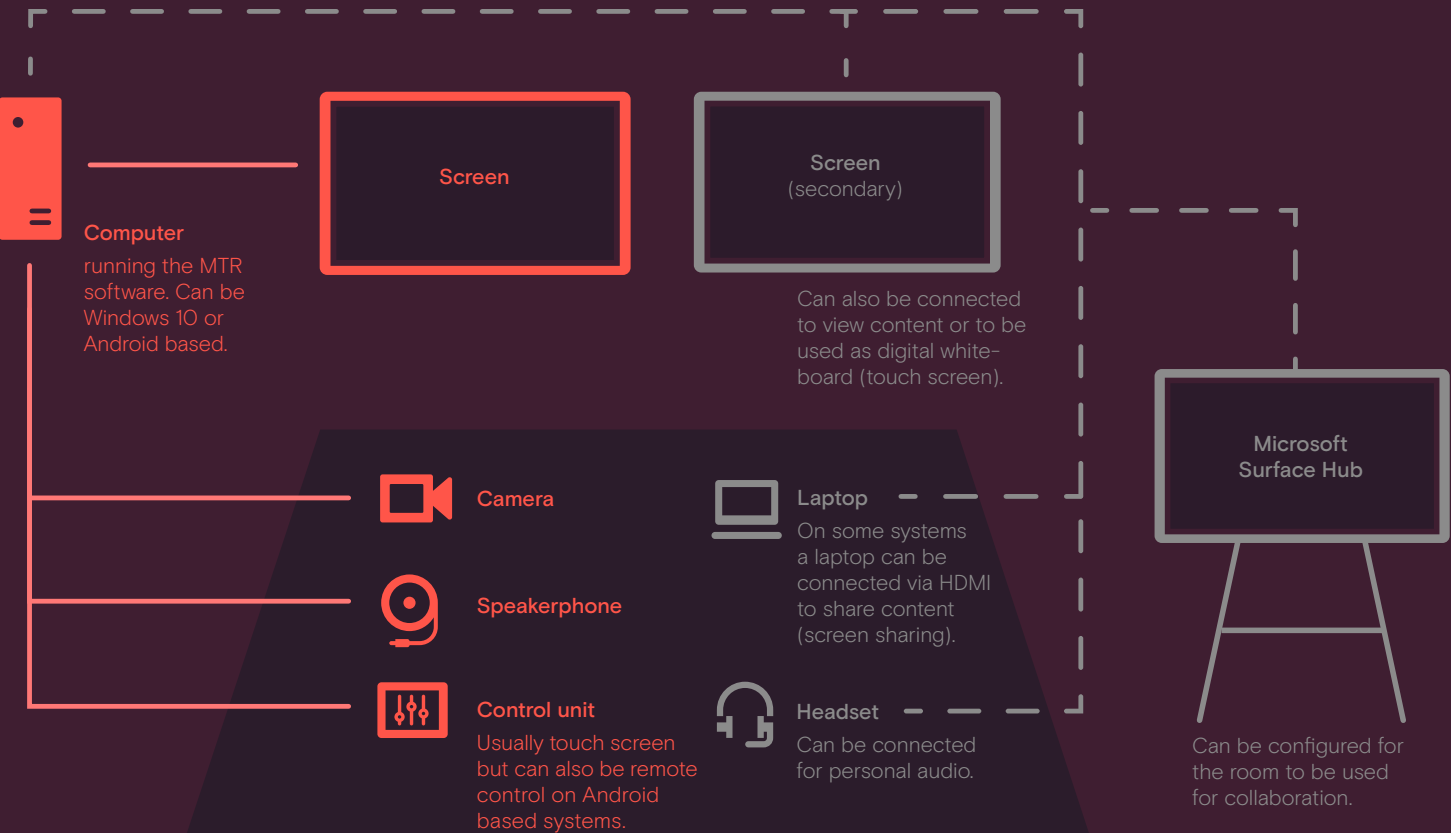 Screen
Screen
(secondary)
Computer
running the MTR
software. Can be
Windows 10 or
Android based.
Can also be connected
to view content or to be
used as digital white-
board (touch screen).
Microsoft
Surface Hub
Camera
Laptop
On some systems
a laptop can be
connected via HDMI
to share content
(screen sharing).
Speakerphone
Control unit
Usually touch screen
but can also be remote
control on Android
based systems.
Headset
Can be connected
for personal audio.
Can be configured for
the room to be used
for collaboration.